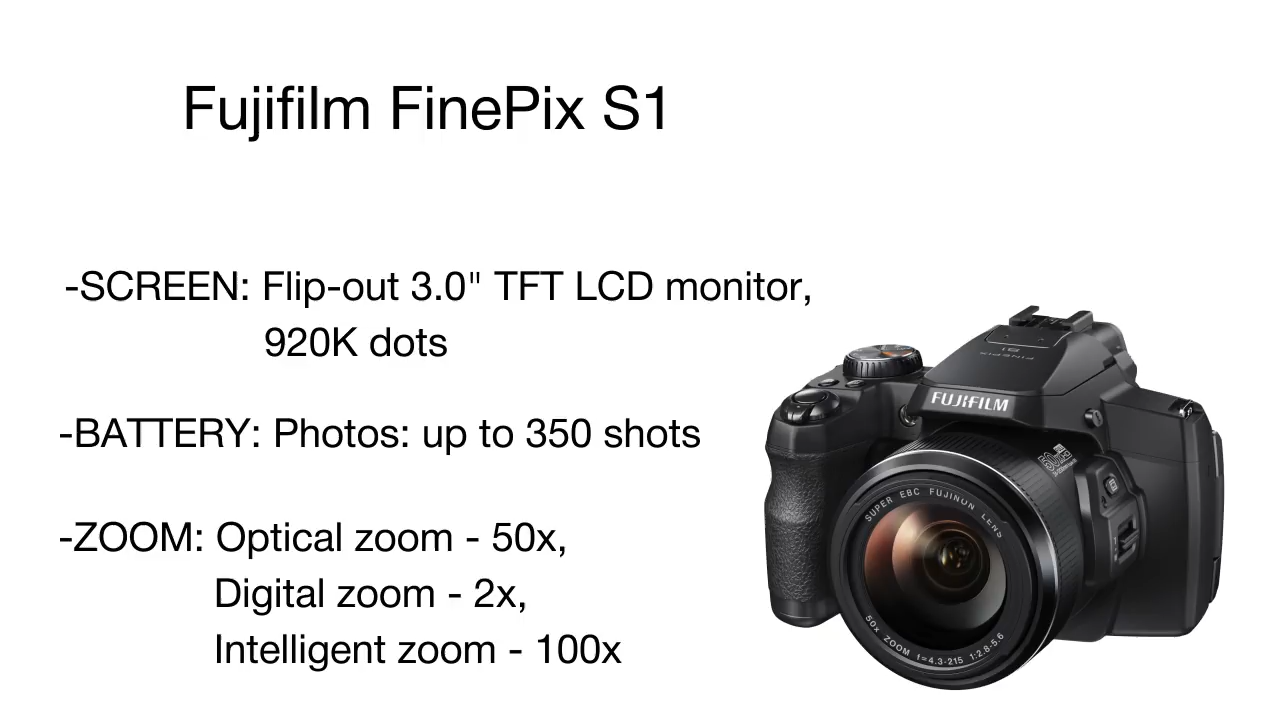 Fujifilm FinePix S1
-SCREEN: Flip-out 3.0" TFT LCD monitor,
920K dots
-BATTERY: Photos: up to 350 shots
-ZOOM: Optical zoom - 50x,
Digital zoom - 2x,
Intelligent zoom - 100x
FINEPIX S1
FUJIFILM
SUPER EBC FUJINON LENS
50x ZOOM f=4.3-215 1:2.8-5.6